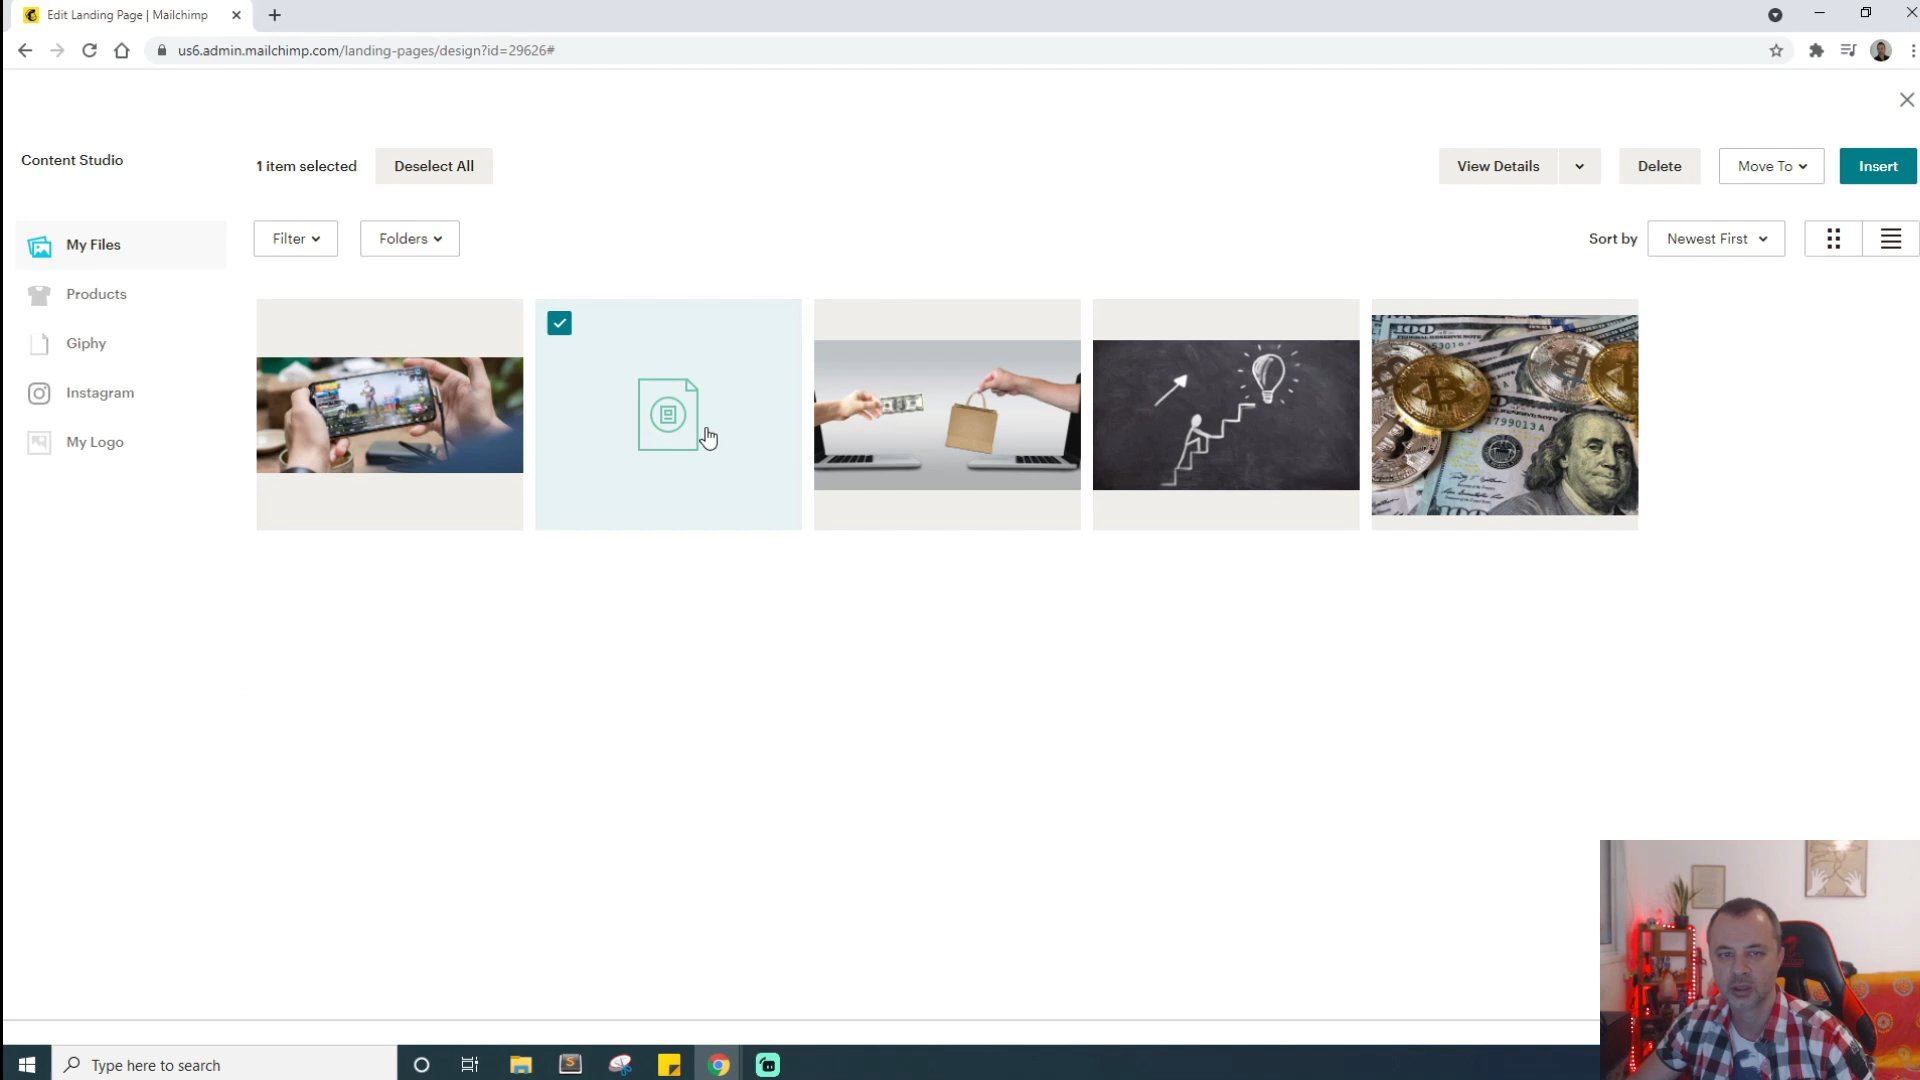 Edit Landing Page | Mailchimp
us6.admin.mailchimp.com/landing-pages/design?id=29626#
Content Studio
1 item selected
Deselect All
View Details
Delete
Move To
Insert
My Files
Filter
Folders
Sort by
Newest First
Products
Giphy
Instagram
My Logo
Type here to search